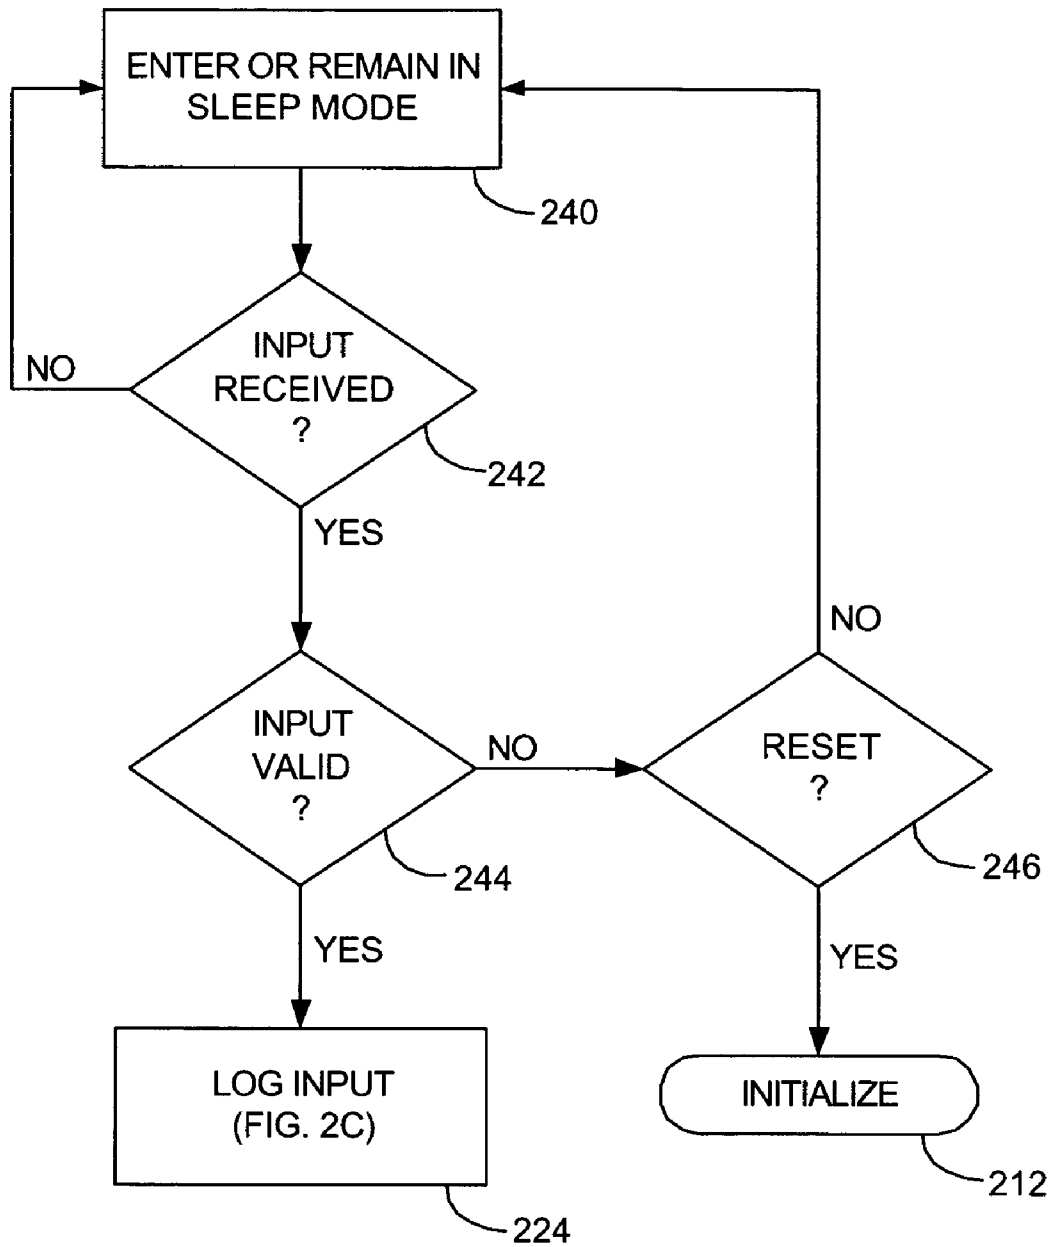 ENTER OR REMAIN IN
SLEEP MODE
240
INPUT
RECEIVED
?
NO
242
YES
NO
INPUT
VALID
?
NO
RESET
?
244
246
YES
YES
LOG INPUT
(FIG. 2C)
INITIALIZE
212
224